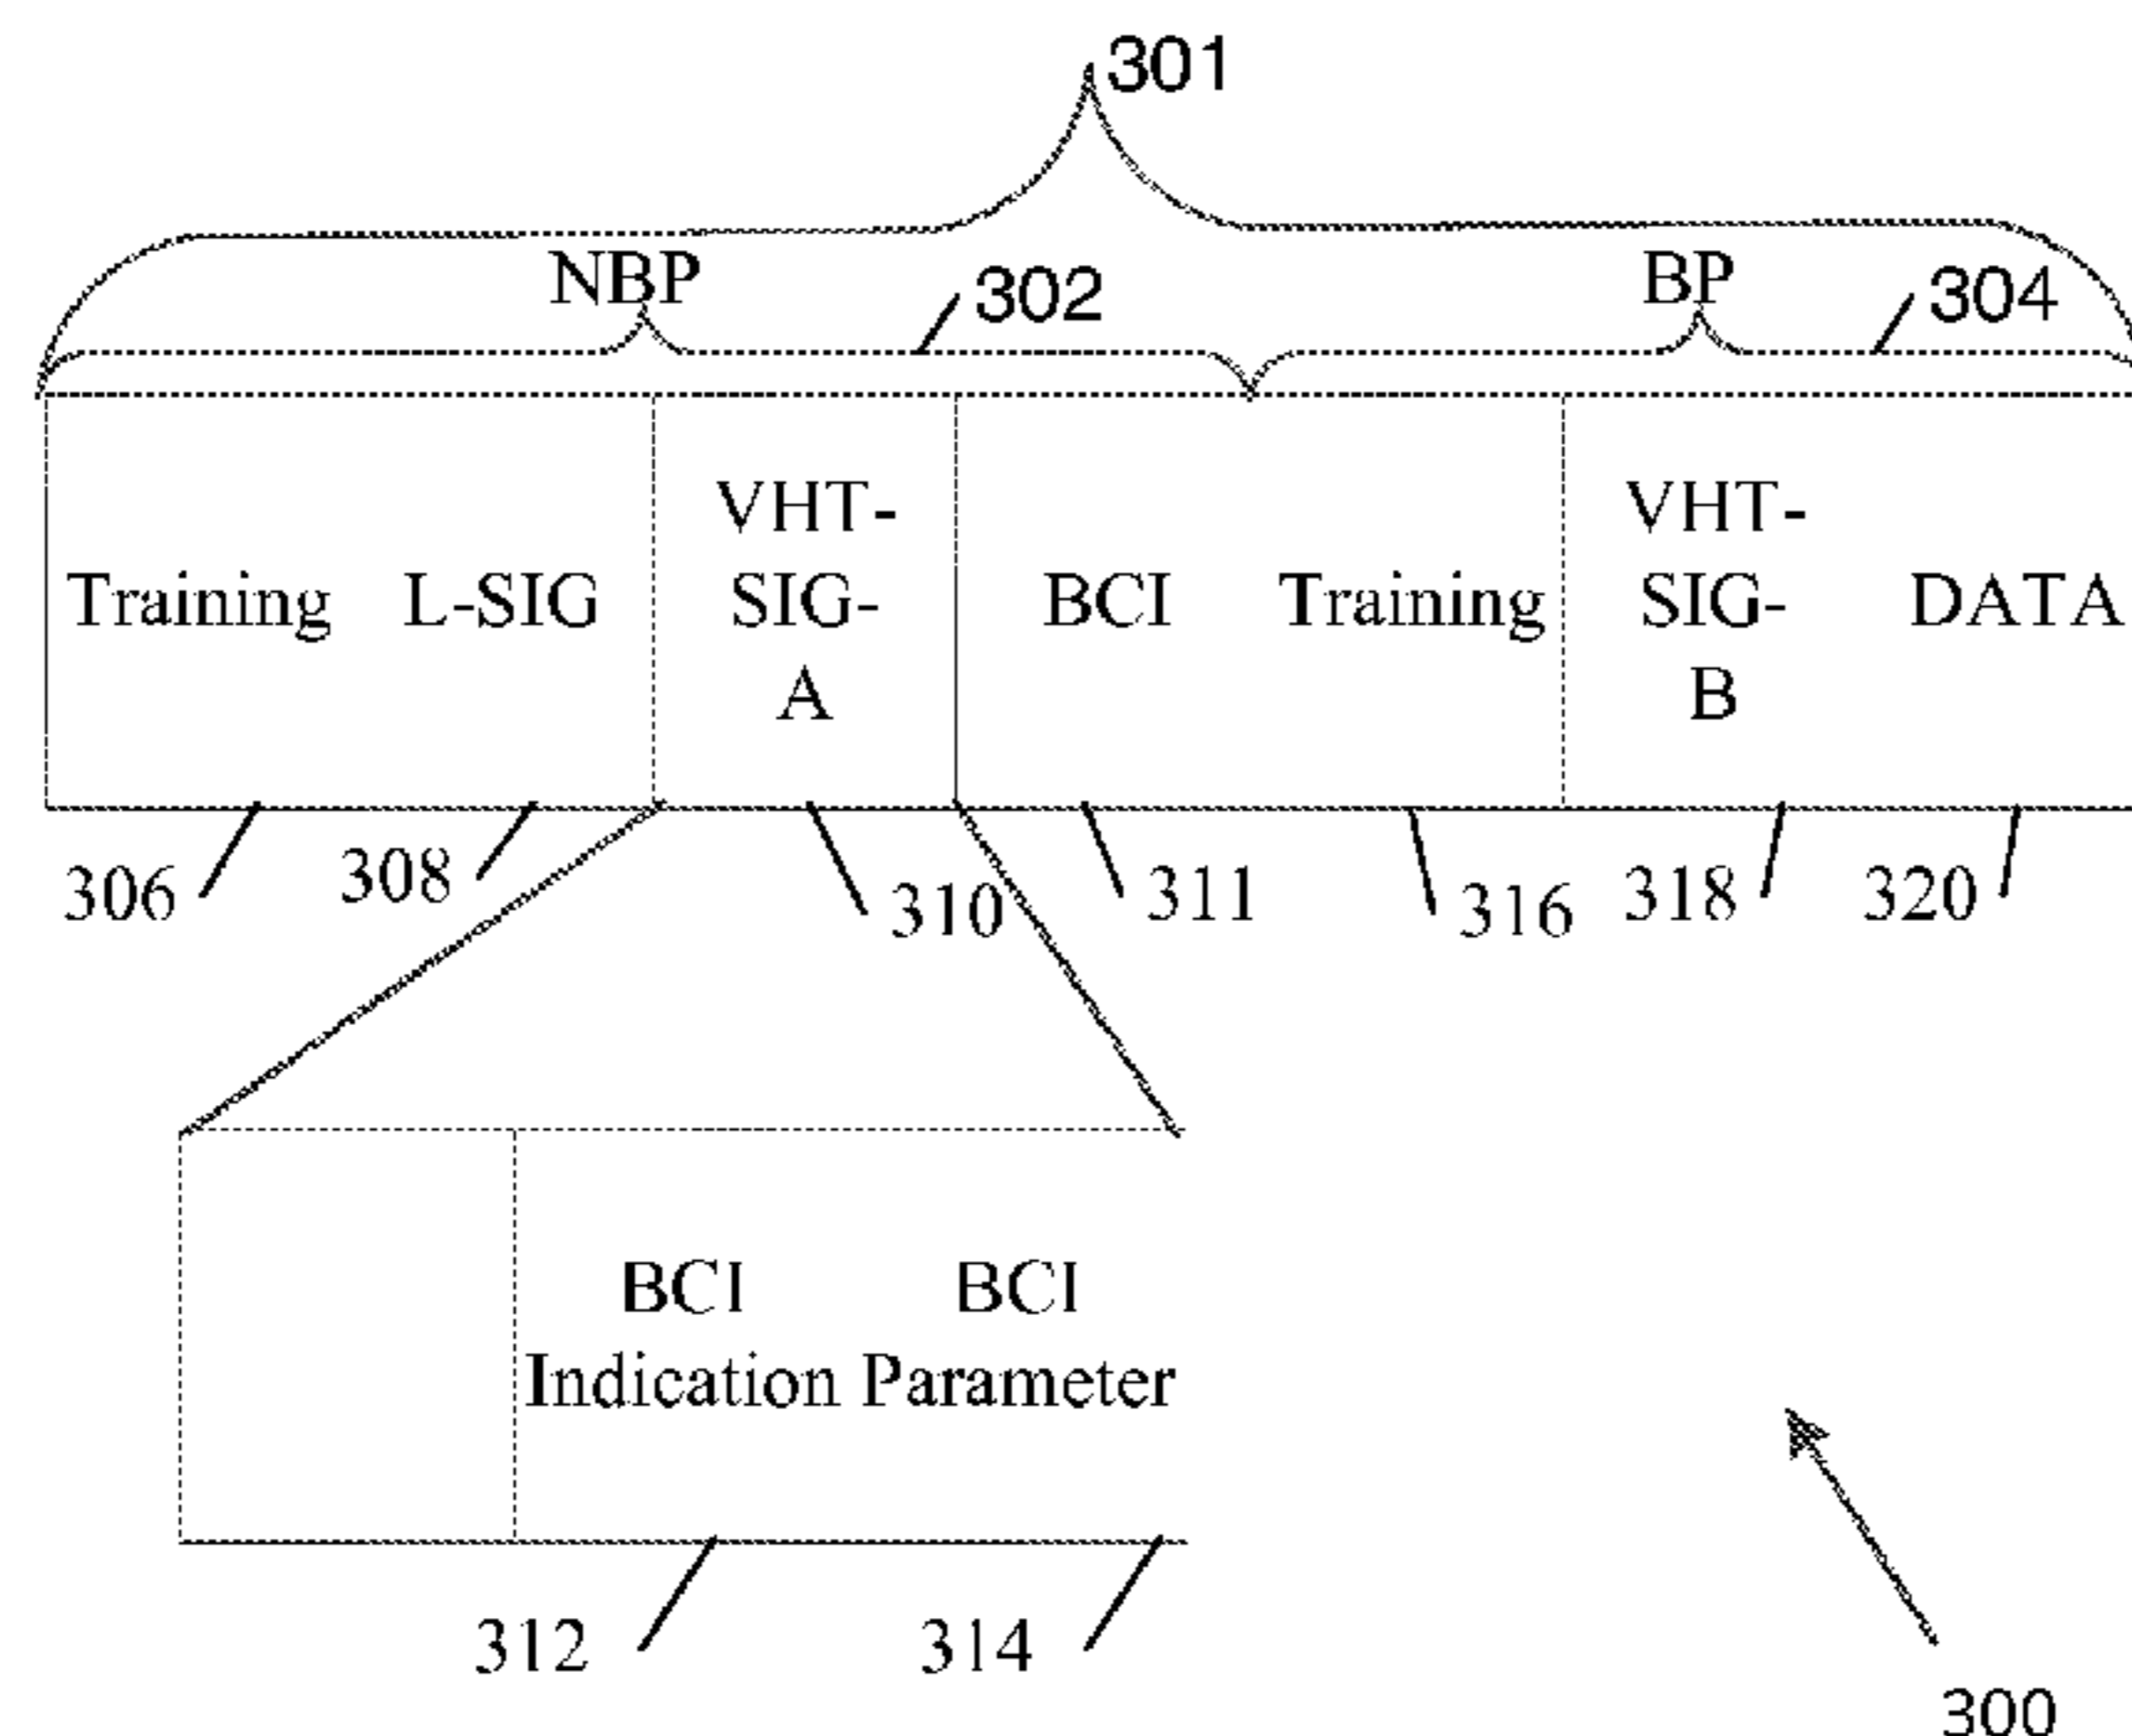 301
NBP
302
BP
304
Training
L-SIG
VHT-
SIG-
A
BCI
Training
VHT-
SIG-
B
DATA
306
308
310
311
316
318
320
BCI
Indication
BCI
Parameter
312
314
300